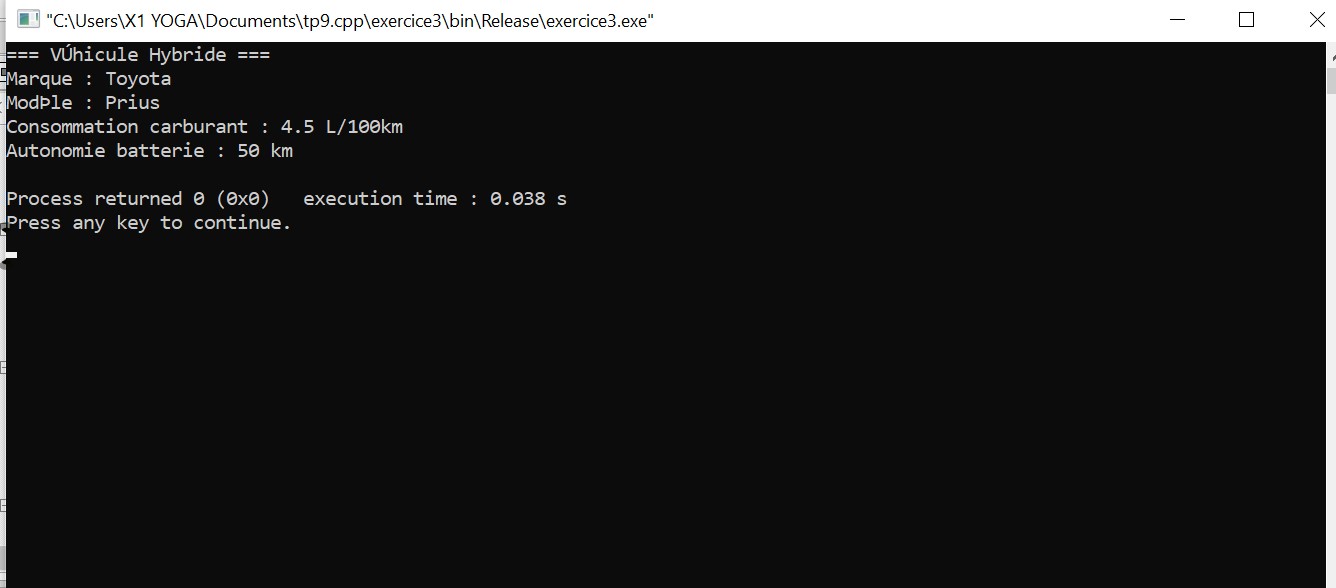 "C:\Users\X1 YOGA\Documents\tp9.cpp\exercice3\bin\Release\exercice3.exe"
=== VÚhicule Hybride ===
Marque : Toyota
ModÞle : Prius
Consommation carburant : 4.5 L/100km
Autonomie batterie : 50 km
Process returned 0 (0x0)   execution time : 0.038 s
Press any key to continue.